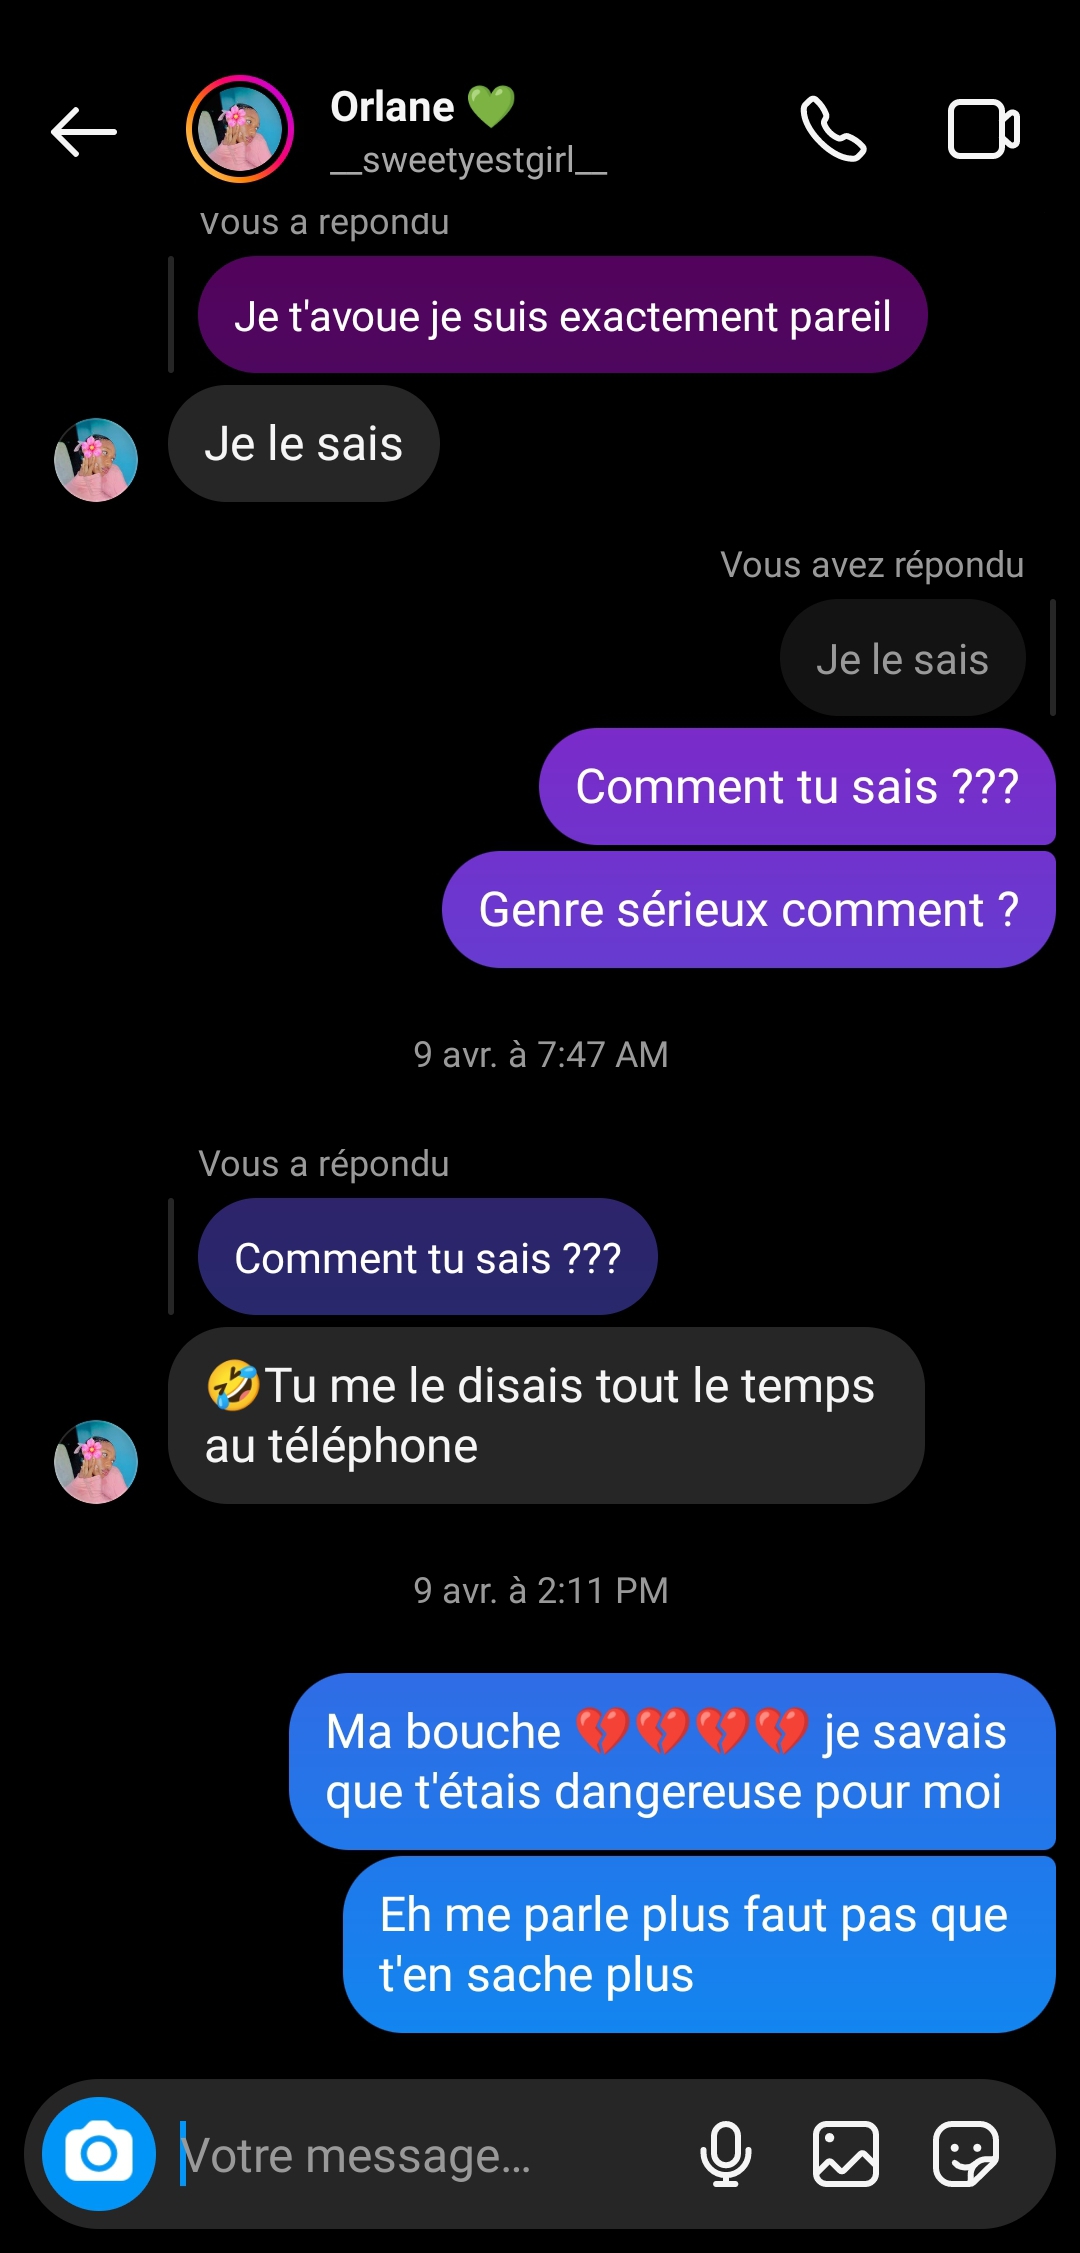 Orlane 💚
__sweetyestgirl__
Vous a répondu
Je t'avoue je suis exactement pareil
Je le sais
Vous avez répondu
Je le sais
Comment tu sais ???
Genre sérieux comment ?
9 avr. à 7:47 AM
Vous a répondu
Comment tu sais ???
🤣Tu me le disais tout le temps
au téléphone
9 avr. à 2:11 PM
Ma bouche 💔💔💔💔 je savais
que t'étais dangereuse pour moi
Eh me parle plus faut pas que
t'en sache plus
Votre message…